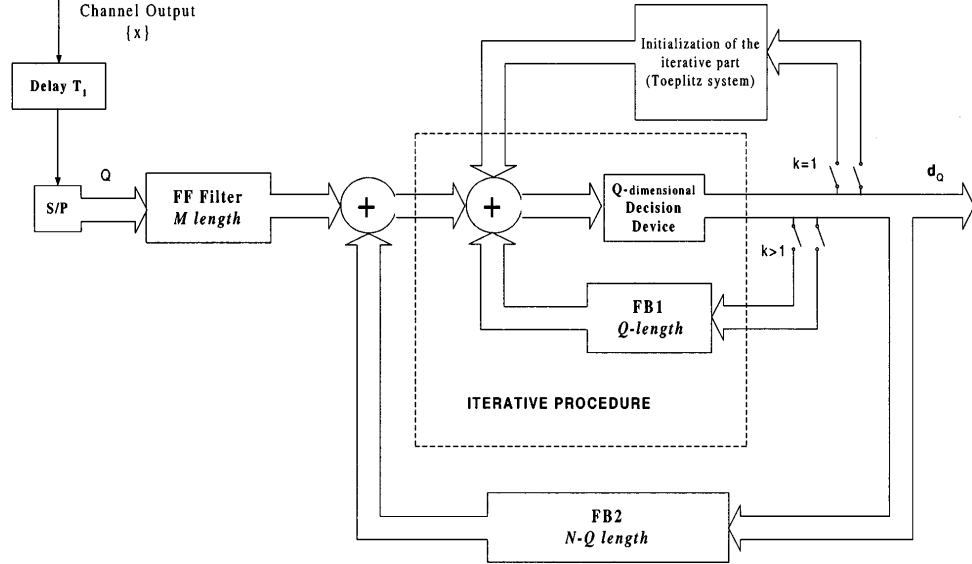 Channel Output
{x}
Initialization of the
iterative part
(Toeplitz system)
Delay T1
k=1
Q
dQ
S/P
FF Filter
M length
+
+
Q-dimensional
Decision
Device
k>1
FB1
Q-length
ITERATIVE PROCEDURE
FB2
N-Q length